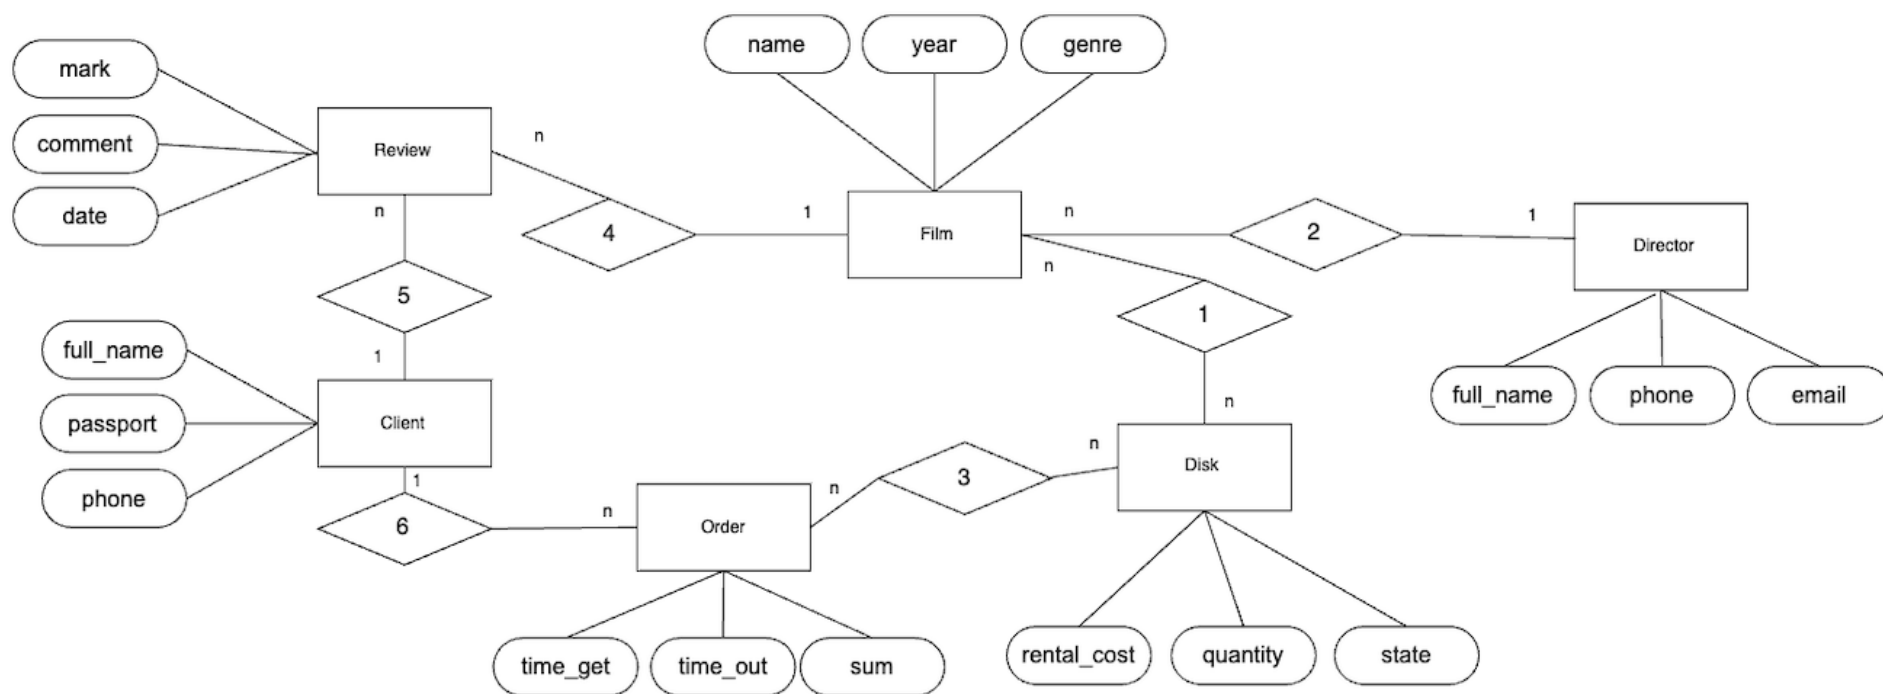 name
year
genre
mark
comment
date
Review
n
n
4
1
Film
n
n
2
1
Director
1
n
full_name
phone
email
5
1
full_name
passport
phone
Client
1
6
n
Order
n
3
n
Disk
time_get
time_out
sum
rental_cost
quantity
state